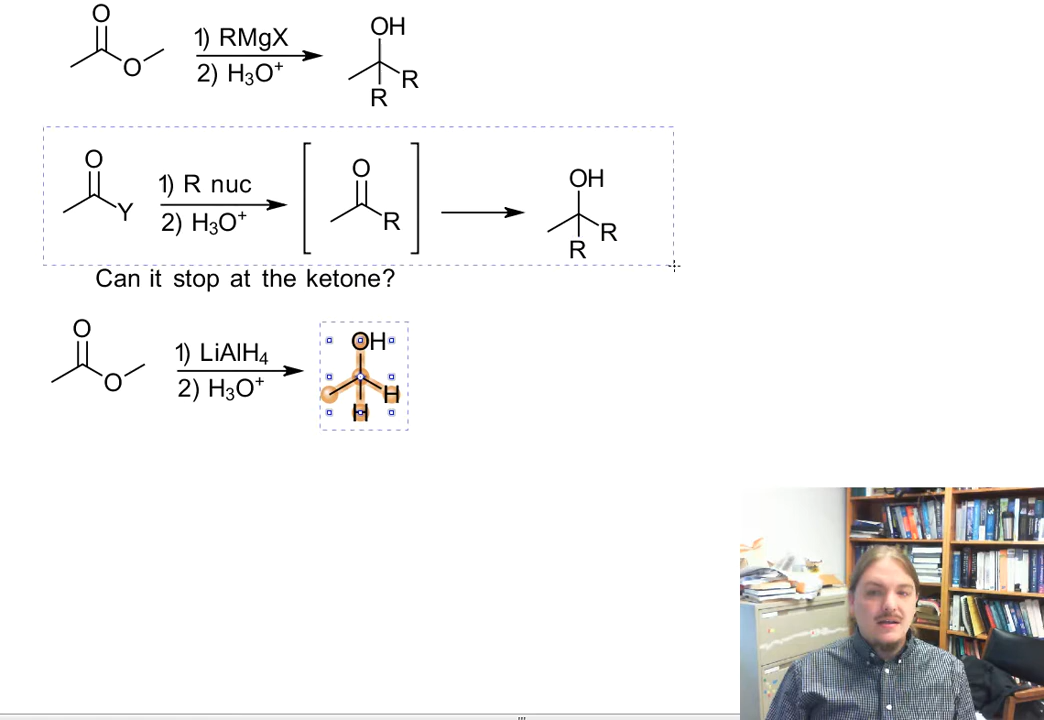 O
OH
1) RMgX
O
2) H₃O⁺
R
R
O
O
OH
1) R nuc
Y
2) H₃O⁺
R
R
R
Can it stop at the ketone?
O
OH
1) LiAlH₄
O
2) H₃O⁺
H
H